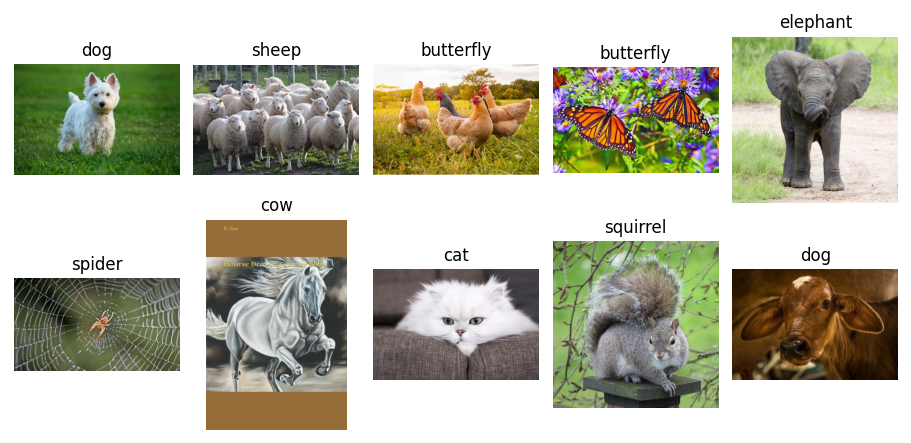 dog
sheep
butterfly
butterfly
elephant
spider
cow
cat
squirrel
dog